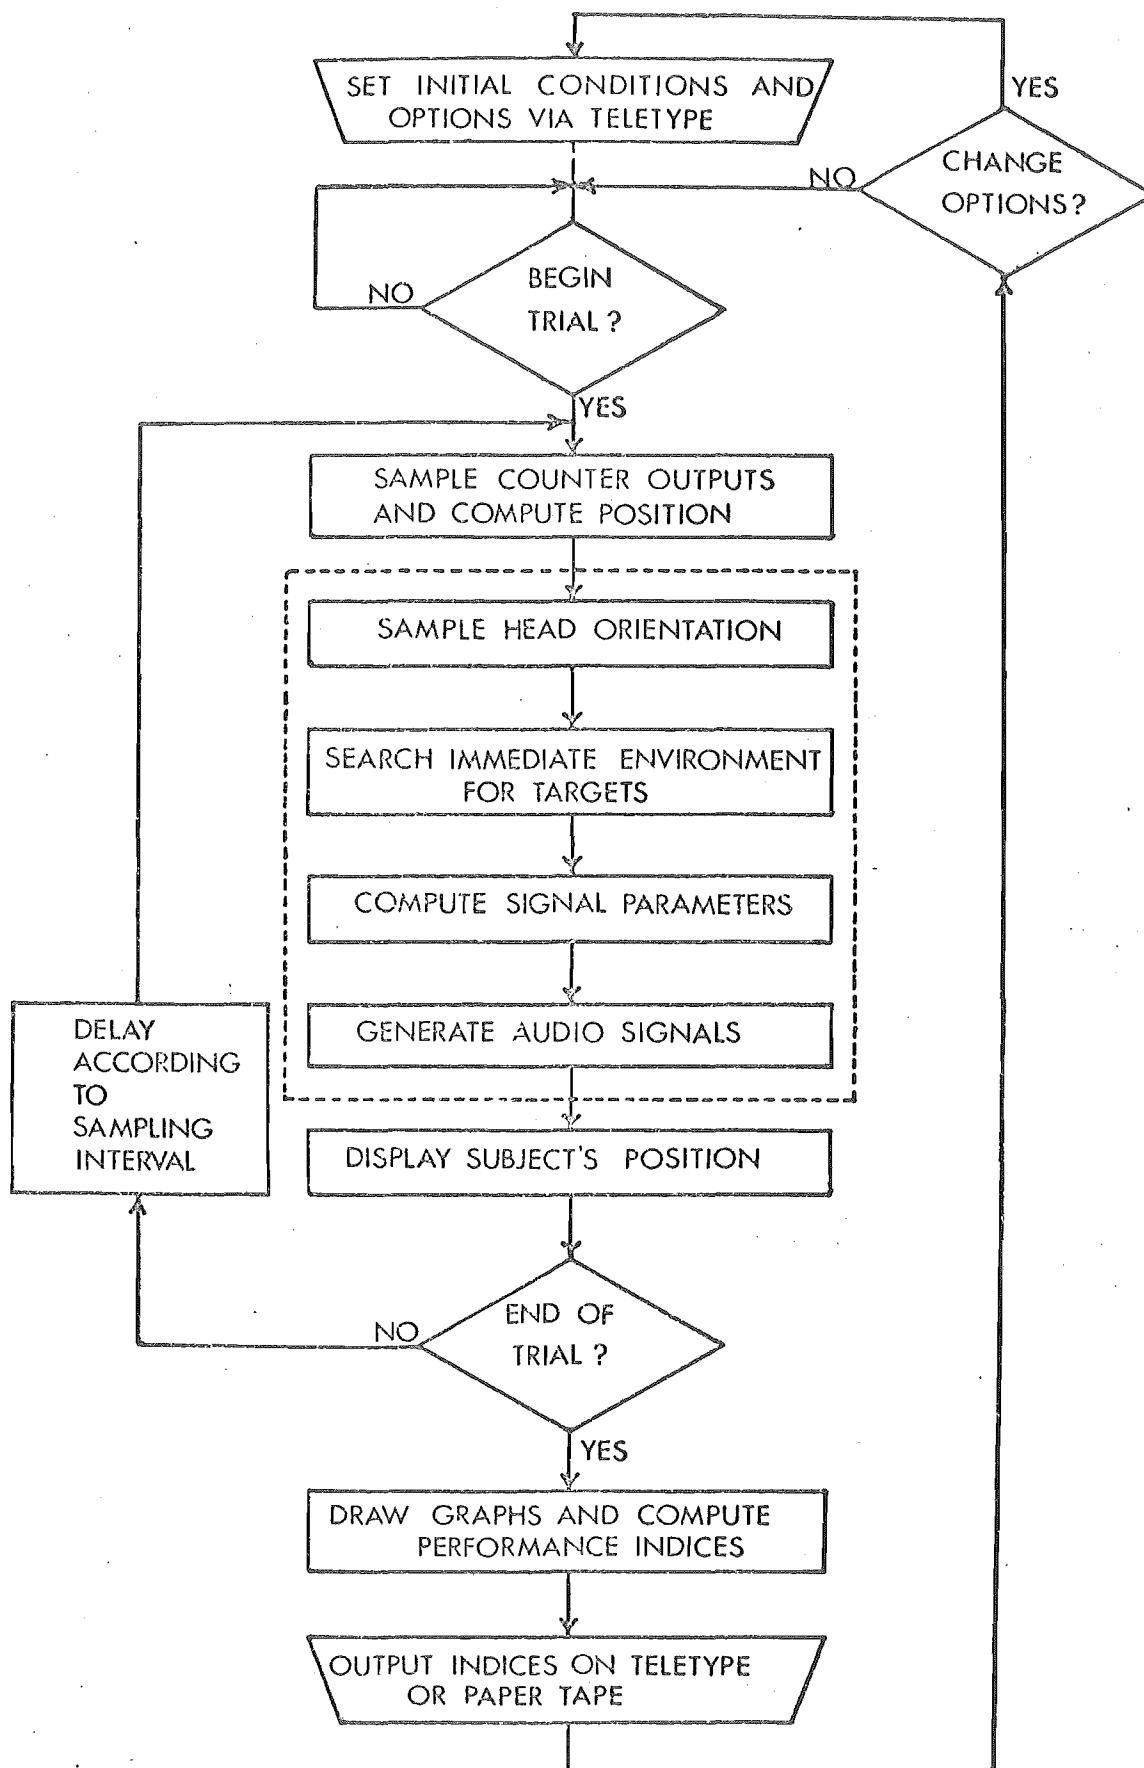 SET INITIAL CONDITIONS AND
OPTIONS VIA TELETYPE
YES
CHANGE
OPTIONS?
NO
BEGIN
TRIAL?
NO
YES
SAMPLE COUNTER OUTPUTS
AND COMPUTE POSITION
SAMPLE HEAD ORIENTATION
SEARCH IMMEDIATE ENVIRONMENT
FOR TARGETS
COMPUTE SIGNAL PARAMETERS
GENERATE AUDIO SIGNALS
DELAY
ACCORDING
TO
SAMPLING
INTERVAL
DISPLAY SUBJECT'S POSITION
END OF
TRIAL?
NO
YES
DRAW GRAPHS AND COMPUTE
PERFORMANCE INDICES
OUTPUT INDICES ON TELETYPE
OR PAPER TAPE